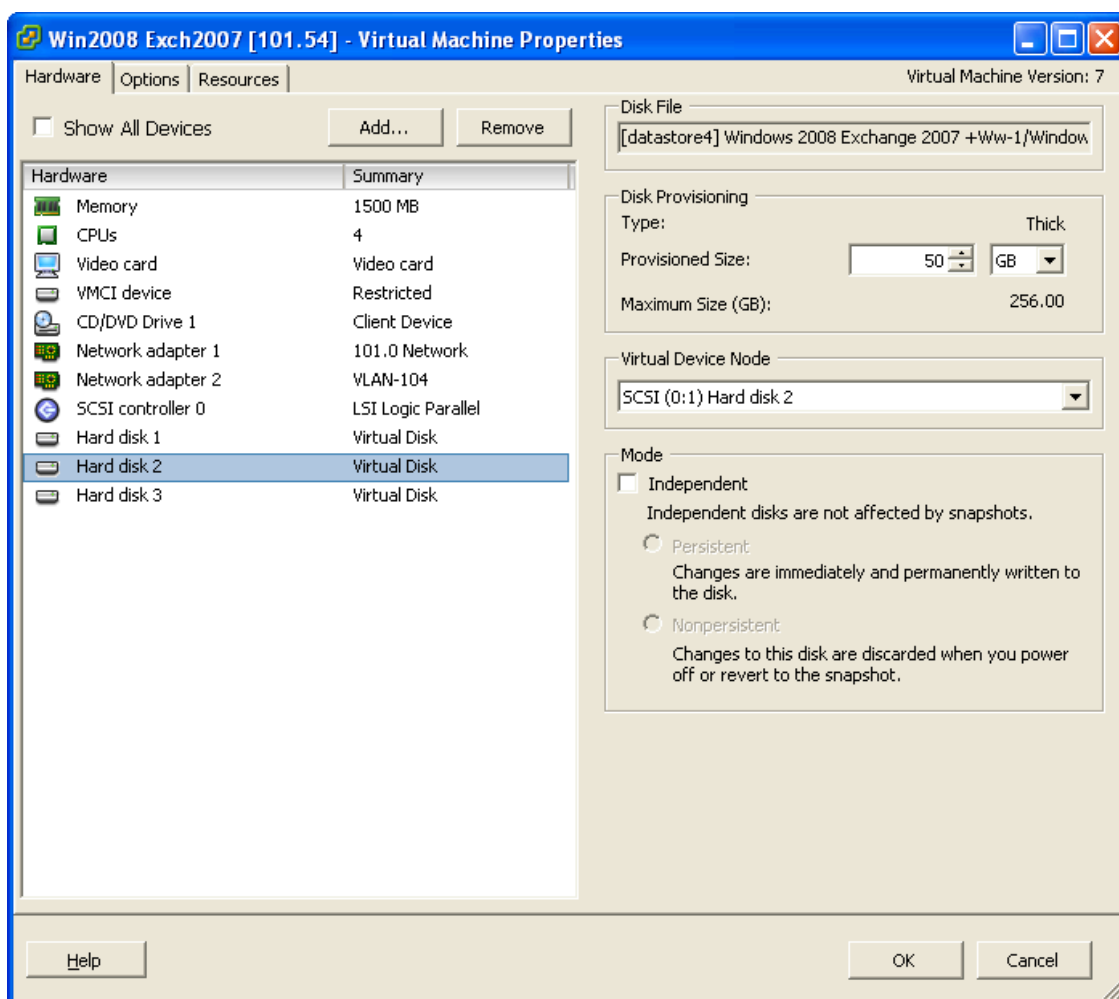 Win2008 Exch2007 [101.54] - Virtual Machine Properties
Hardware Options Resources
Virtual Machine Version: 7
Show All Devices
Add...
Remove
Hardware Summary
Memory 1500 MB
CPUs 4
Video card Video card
VMCI device Restricted
CD/DVD Drive 1 Client Device
Network adapter 1 101.0 Network
Network adapter 2 VLAN-104
SCSI controller 0 LSI Logic Parallel
Hard disk 1 Virtual Disk
Hard disk 2 Virtual Disk
Hard disk 3 Virtual Disk
Disk File
[datastore4] Windows 2008 Exchange 2007 +Ww-1/Window
Disk Provisioning
Type: Thick
Provisioned Size: 50 GB
Maximum Size (GB): 256.00
Virtual Device Node
SCSI (0:1) Hard disk 2
Mode
Independent
Independent disks are not affected by snapshots.
Persistent
Changes are immediately and permanently written to
the disk.
Nonpersistent
Changes to this disk are discarded when you power
off or revert to the snapshot.
Help
OK
Cancel